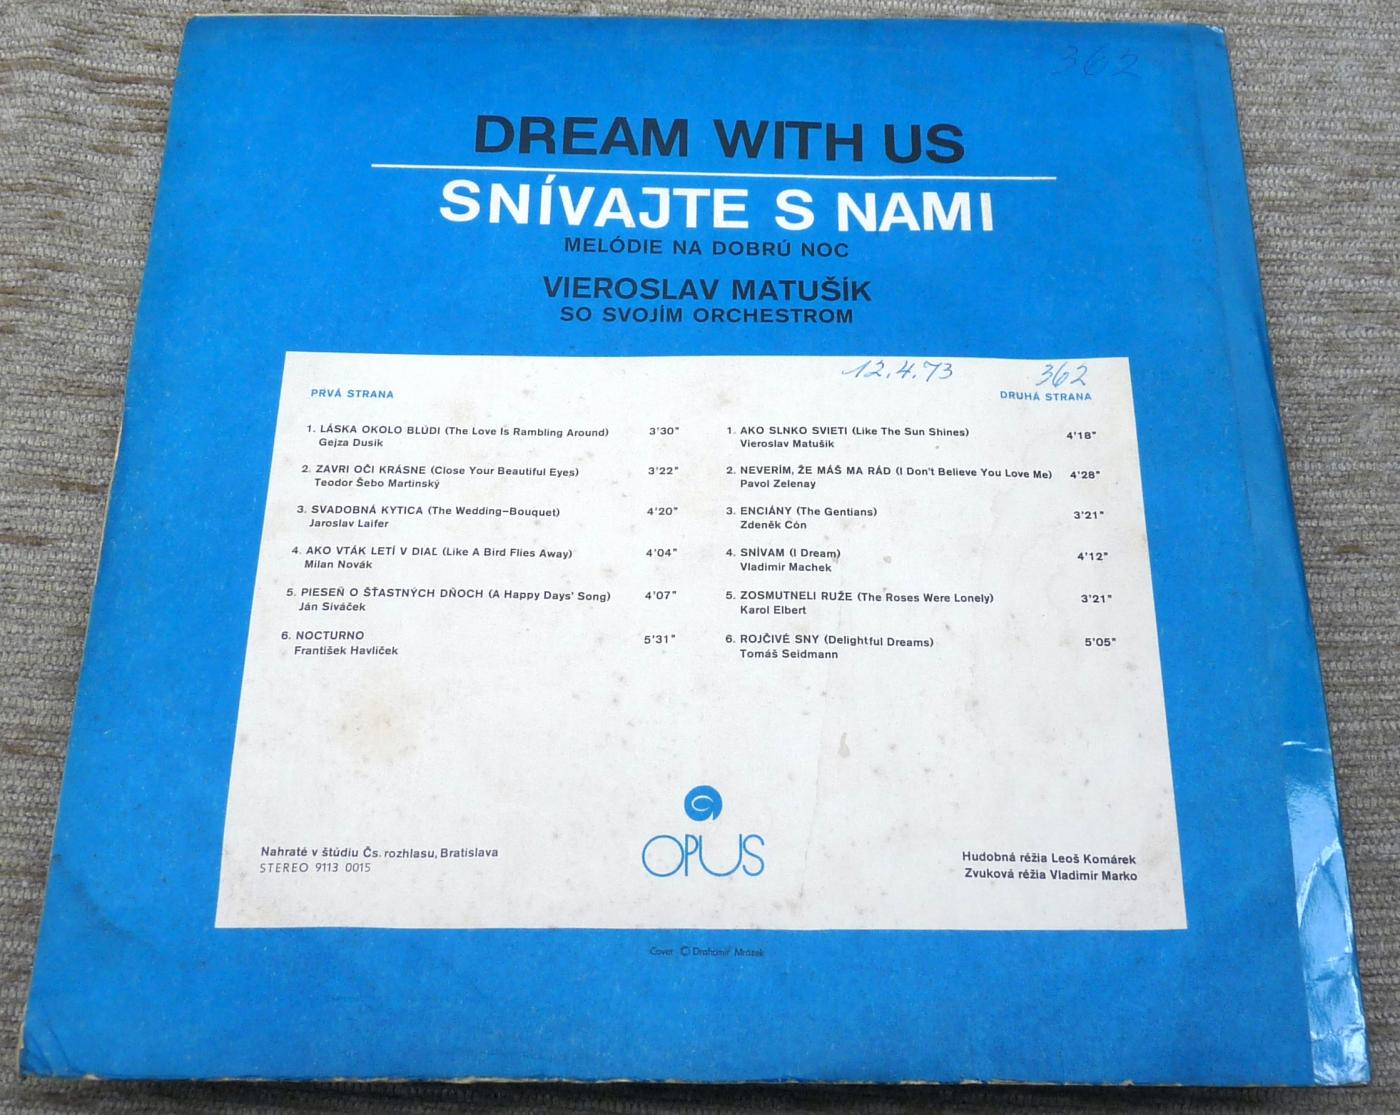 362
DREAM WITH US
SNÍVAJTE S NAMI
MELÓDIE NA DOBRÚ NOC
VIEROSLAV MATUŠÍK
SO SVOJÍM ORCHESTROM
12.4.73 362
PRVÁ STRANA
1. LÁSKA OKOLO BLÚDI (The Love Is Rambling Around) 3'30"
Gejza Dusík
2. ZAVRI OČI KRÁSNE (Close Your Beautiful Eyes) 3'22"
Teodor Šebo Martinský
3. SVADOBNÁ KYTICA (The Wedding–Bouquet) 4'20"
Jaroslav Laifer
4. AKO VTÁK LETÍ V DIAĽ (Like A Bird Flies Away) 4'04"
Milan Novák
5. PIESEŇ O ŠŤASTNÝCH DŇOCH (A Happy Days' Song) 4'07"
Ján Siváček
6. NOCTURNO 5'31"
František Havlíček
DRUHÁ STRANA
1. AKO SLNKO SVIETI (Like The Sun Shines) 4'18"
Vieroslav Matušík
2. NEVERÍM, ŽE MÁŠ MA RÁD (I Don't Believe You Love Me) 4'28"
Pavol Zelenay
3. ENCIÁNY (The Gentians) 3'21"
Zdeněk Cón
4. SNÍVAM (I Dream) 4'12"
Vladimír Machek
5. ZOSMUTNELI RUŽE (The Roses Were Lonely) 3'21"
Karol Elbert
6. ROJČIVÉ SNY (Delightful Dreams) 5'05"
Tomáš Seidmann
OPUS
Nahraté v štúdiu Čs. rozhlasu, Bratislava
STEREO 9113 0015
Hudobná réžia Leoš Komárek
Zvuková réžia Vladimír Marko
Cover © Drahomír Mrázek